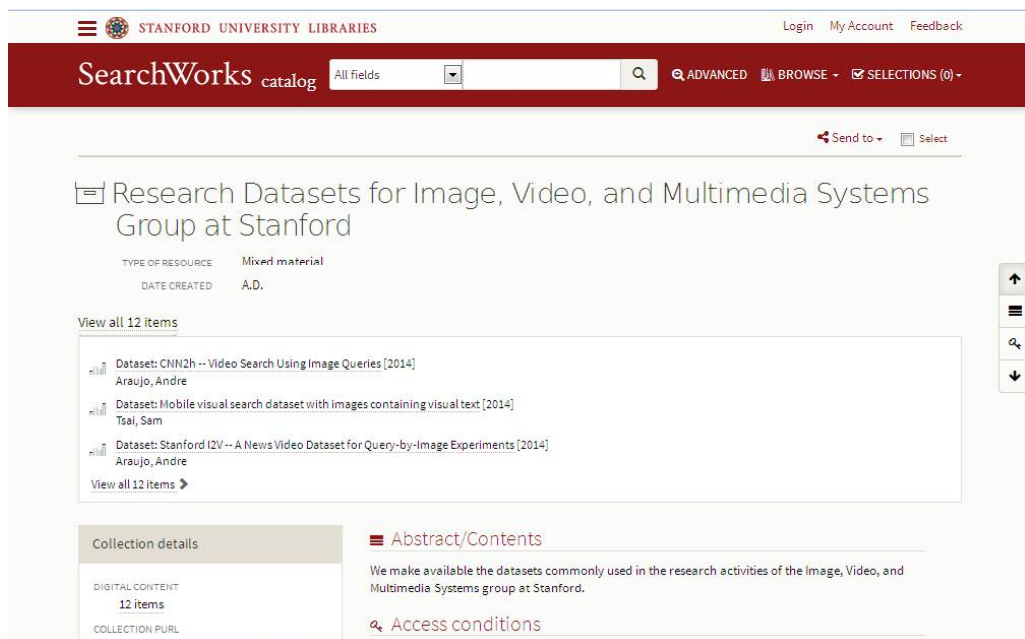 STANFORD UNIVERSITY LIBRARIES
Login My Account Feedback
SearchWorks catalog
All fields
ADVANCED BROWSE SELECTIONS (0)
Send to Select
Research Datasets for Image, Video, and Multimedia Systems
Group at Stanford
TYPE OF RESOURCE Mixed material
DATE CREATED A.D.
View all 12 items
Dataset: CNN2h -- Video Search Using Image Queries [2014]
Araujo, Andre
Dataset: Mobile visual search dataset with images containing visual text [2014]
Tsai, Sam
Dataset: Stanford I2V -- A News Video Dataset for Query-by-Image Experiments [2014]
Araujo, Andre
View all 12 items
Collection details
DIGITAL CONTENT
12 items
COLLECTION PURL
Abstract/Contents
We make available the datasets commonly used in the research activities of the Image, Video, and
Multimedia Systems group at Stanford.
Access conditions